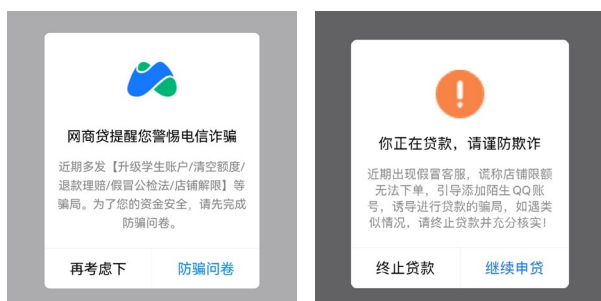 网商贷提醒您警惕电信诈骗
近期多发【升级学生账户/清空额度/
退款理赔/假冒公检法/店铺解限】等
骗局。为了您的资金安全，请先完成
防骗问卷。
再考虑下
防骗问卷
你正在贷款，请谨防欺诈
近期出现假冒客服，谎称店铺限额
无法下单，引导添加陌生QQ账
号，诱导进行贷款的骗局，如遇类
似情况，请终止贷款并充分核实！
终止贷款
继续申贷